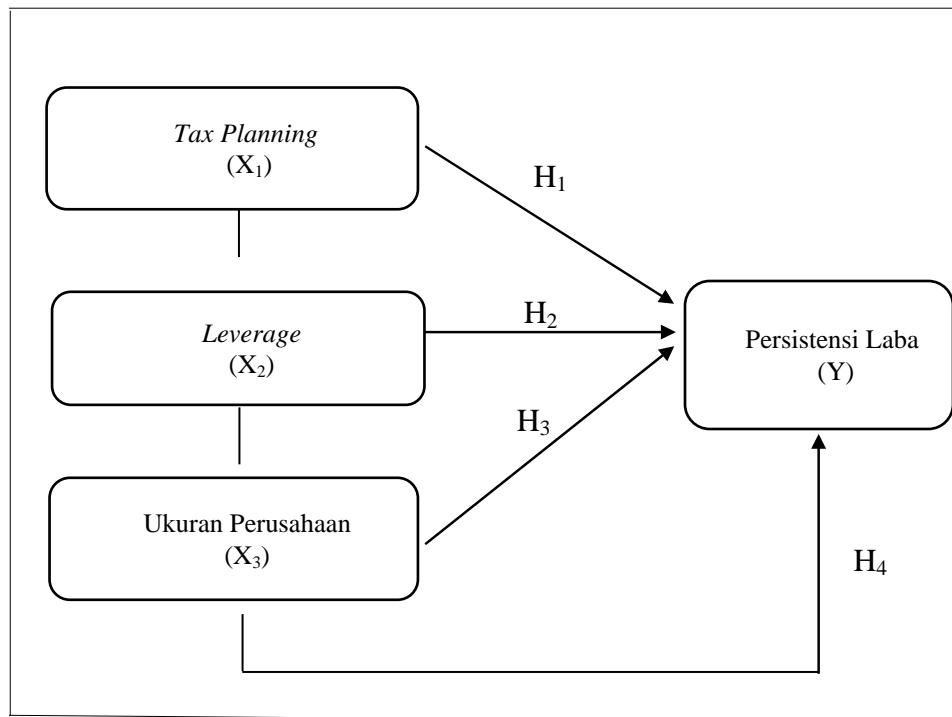 Tax Planning
(X₁)
H₁
Leverage
(X₂)
H₂
Persistensi Laba
(Y)
H₃
Ukuran Perusahaan
(X₃)
H₄